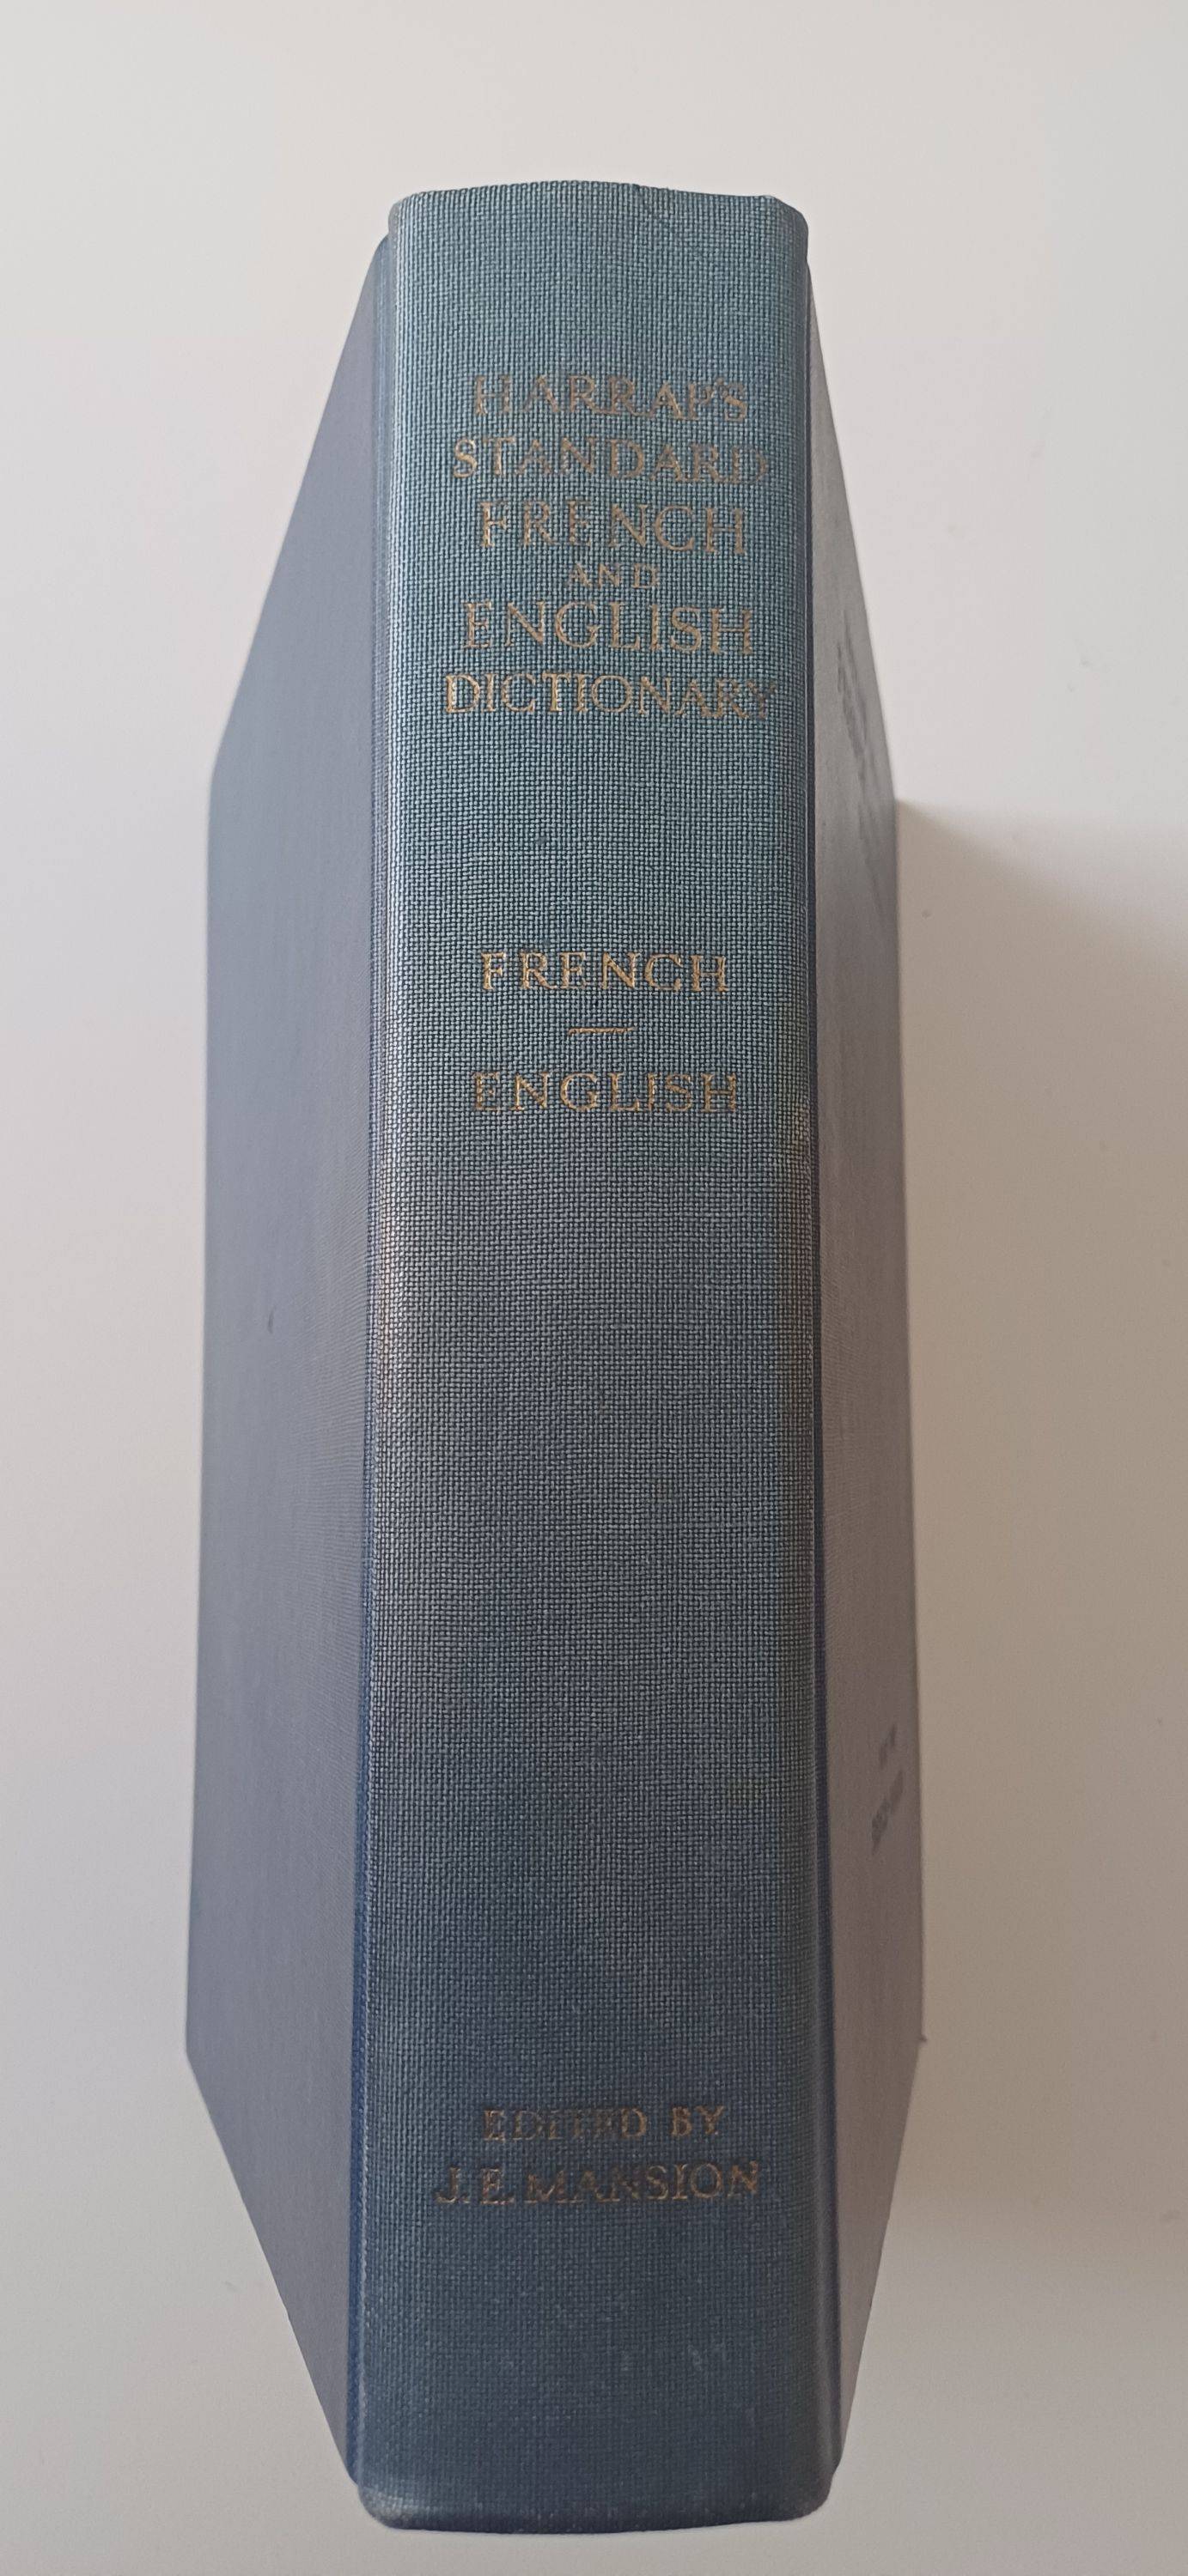 HARRAP'S
STANDARD
FRENCH
AND
ENGLISH
DICTIONARY
FRENCH
—
ENGLISH
EDITED BY
J. E. MANSION